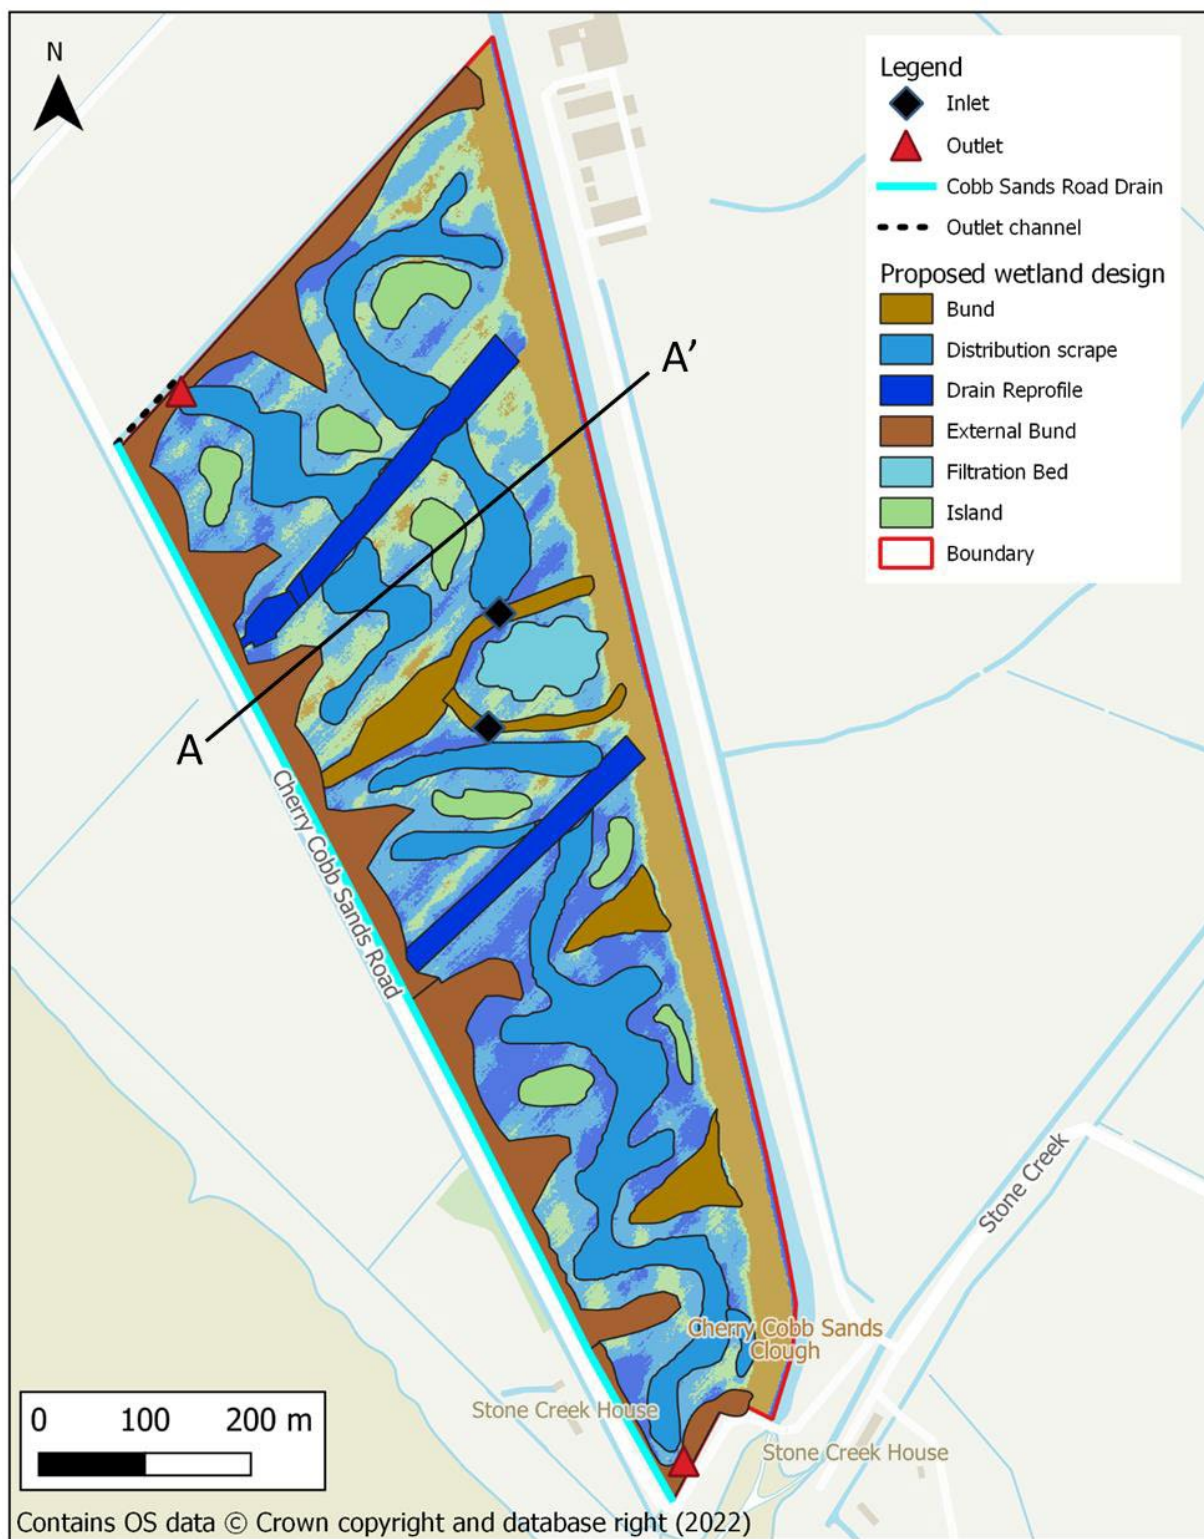 N
Legend
Inlet
Outlet
Cobb Sands Road Drain
Outlet channel
Proposed wetland design
Bund
Distribution scrape
Drain Reprofile
External Bund
Filtration Bed
Island
Boundary
A'
A
Cherry Cobb Sands Road
Stone Creek
Cherry Cobb Sands
Clough
Stone Creek House
Stone Creek House
0 100 200 m
Contains OS data © Crown copyright and database right (2022)